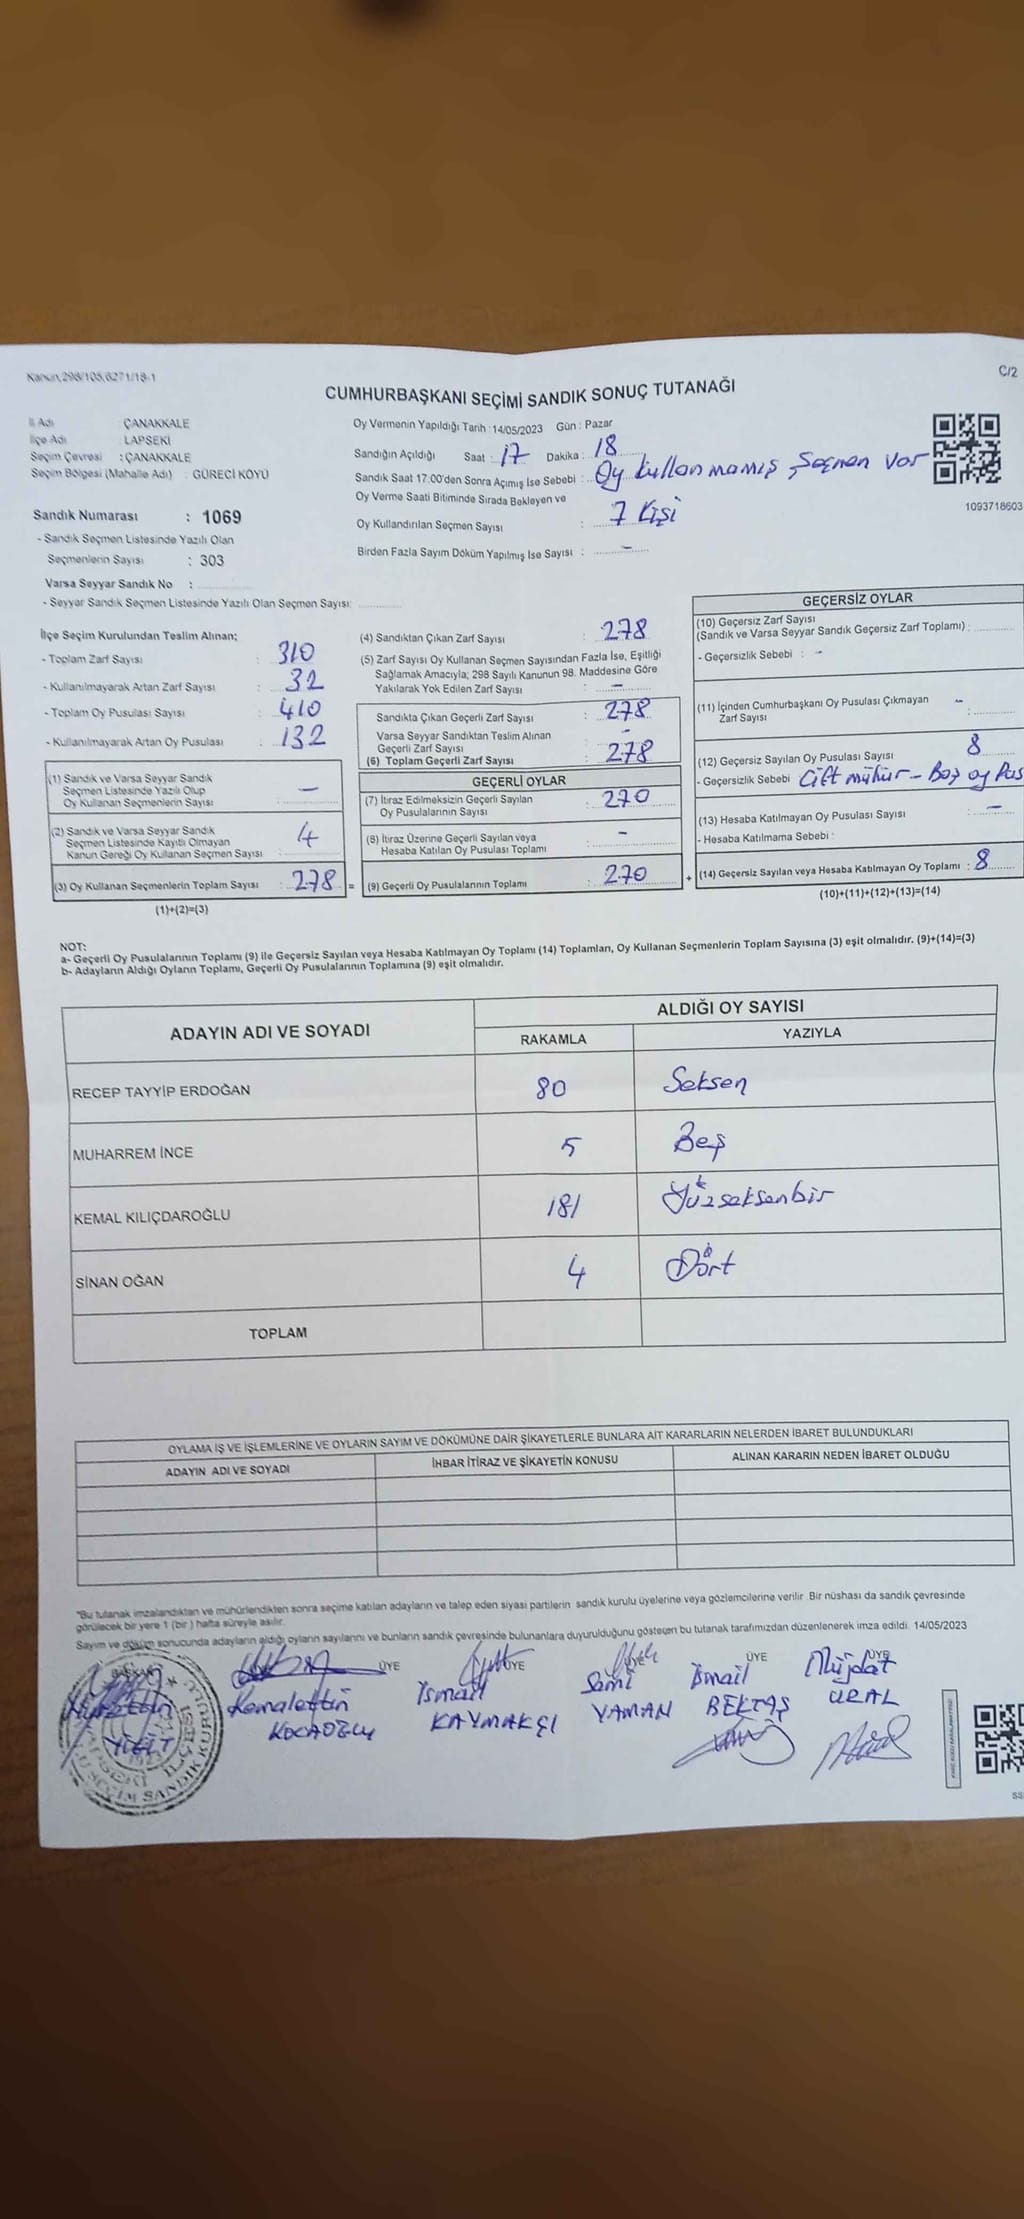 Kanun,298/105,6271/18-1
C/2
CUMHURBAŞKANI SEÇİMİ SANDIK SONUÇ TUTANAĞI
İl Adı : ÇANAKKALE
İlçe Adı : LAPSEKİ
Seçim Çevresi : ÇANAKKALE
Seçim Bölgesi (Mahalle Adı) : GÜRECİ KÖYÜ
Sandık Numarası : 1069
- Sandık Seçmen Listesinde Yazılı Olan
Seçmenlerin Sayısı : 303
Varsa Seyyar Sandık No :
- Seyyar Sandık Seçmen Listesinde Yazılı Olan Seçmen Sayısı:
Oy Vermenin Yapıldığı Tarih :14/05/2023 Gün : Pazar
Sandığın Açıldığı Saat : 17 Dakika : 18
Sandık Saat 17:00'den Sonra Açımış İse Sebebi : Oy kullanmamış Seçmen var
Oy Verme Saati Bitiminde Sırada Bekleyen ve
Oy Kullandırılan Seçmen Sayısı : 7 Kişi
Birden Fazla Sayım Döküm Yapılmış İse Sayısı : -
1093718603
İlçe Seçim Kurulundan Teslim Alınan;
- Toplam Zarf Sayısı : 310
- Kullanılmayarak Artan Zarf Sayısı : 32
- Toplam Oy Pusulası Sayısı : 410
- Kullanılmayarak Artan Oy Pusulası : 132
(1) Sandık ve Varsa Seyyar Sandık
Seçmen Listesinde Yazılı Olup
Oy Kullanan Seçmenlerin Sayısı : -
(2) Sandık ve Varsa Seyyar Sandık
Seçmen Listesinde Kayıtlı Olmayan
Kanun Gereği Oy Kullanan Seçmen Sayısı : 4
(3) Oy Kullanan Seçmenlerin Toplam Sayısı : 278 =
(1)+(2)=(3)
(4) Sandıktan Çıkan Zarf Sayısı : 278
(5) Zarf Sayısı Oy Kullanan Seçmen Sayısından Fazla İse, Eşitliği
Sağlamak Amacıyla; 298 Sayılı Kanunun 98. Maddesine Göre
Yakılarak Yok Edilen Zarf Sayısı : -
Sandıkta Çıkan Geçerli Zarf Sayısı : 278
Varsa Seyyar Sandıktan Teslim Alınan
Geçerli Zarf Sayısı : -
(6) Toplam Geçerli Zarf Sayısı : 278
GEÇERLİ OYLAR
(7) İtiraz Edilmeksizin Geçerli Sayılan
Oy Pusulalarının Sayısı : 270
(8) İtiraz Üzerine Geçerli Sayılan veya
Hesaba Katılan Oy Pusulası Toplamı : -
(9) Geçerli Oy Pusulalarının Toplamı : 270 +
GEÇERSİZ OYLAR
(10) Geçersiz Zarf Sayısı
(Sandık ve Varsa Seyyar Sandık Geçersiz Zarf Toplamı) :
- Geçersizlik Sebebi : -
(11) İçinden Cumhurbaşkanı Oy Pusulası Çıkmayan
Zarf Sayısı : -
(12) Geçersiz Sayılan Oy Pusulası Sayısı : 8
- Geçersizlik Sebebi Çift mühür - Boş oy Pus
(13) Hesaba Katılmayan Oy Pusulası Sayısı : -
- Hesaba Katılmama Sebebi :
(14) Geçersiz Sayılan veya Hesaba Katılmayan Oy Toplamı : 8
(10)+(11)+(12)+(13)=(14)
NOT:
a- Geçerli Oy Pusulalarının Toplamı (9) ile Geçersiz Sayılan veya Hesaba Katılmayan Oy Toplamı (14) Toplamları, Oy Kullanan Seçmenlerin Toplam Sayısına (3) eşit olmalıdır. (9)+(14)=(3)
b- Adayların Aldığı Oyların Toplamı, Geçerli Oy Pusulalarının Toplamına (9) eşit olmalıdır.
ADAYIN ADI VE SOYADI
ALDIĞI OY SAYISI
RAKAMLA YAZIYLA
RECEP TAYYİP ERDOĞAN 80 Seksen
MUHARREM İNCE 5 Beş
KEMAL KILIÇDAROĞLU 181 Yüzseksenbir
SİNAN OĞAN 4 Dört
TOPLAM
OYLAMA İŞ VE İŞLEMLERİNE VE OYLARIN SAYIM VE DÖKÜMÜNE DAİR ŞİKAYETLERLE BUNLARA AİT KARARLARIN NELERDEN İBARET BULUNDUKLARI
ADAYIN ADI VE SOYADI İHBAR İTİRAZ VE ŞİKAYETİN KONUSU ALINAN KARARIN NEDEN İBARET OLDUĞU
"Bu tutanak imzalandıktan ve mühürlendikten sonra seçime katılan adayların ve talep eden siyasi partilerin sandık kurulu üyelerine veya gözlemcilerine verilir. Bir nüshası da sandık çevresinde
görülecek bir yere 1 (bir) hafta süreyle asılır.
Sayım ve döküm sonucunda adayların aldığı oyların sayılarını ve bunların sandık çevresinde bulunanlara duyurulduğunu gösteren bu tutanak tarafımızdan düzenlenerek imza edildi. 14/05/2023
BAŞKAN ÜYE ÜYE ÜYE ÜYE ÜYE
Nurettin Kemalettin İsmail Sami İsmail Müjdat
YİĞİT KOCAOĞLU KAYMAKÇI YAMAN BEKTAŞ URAL